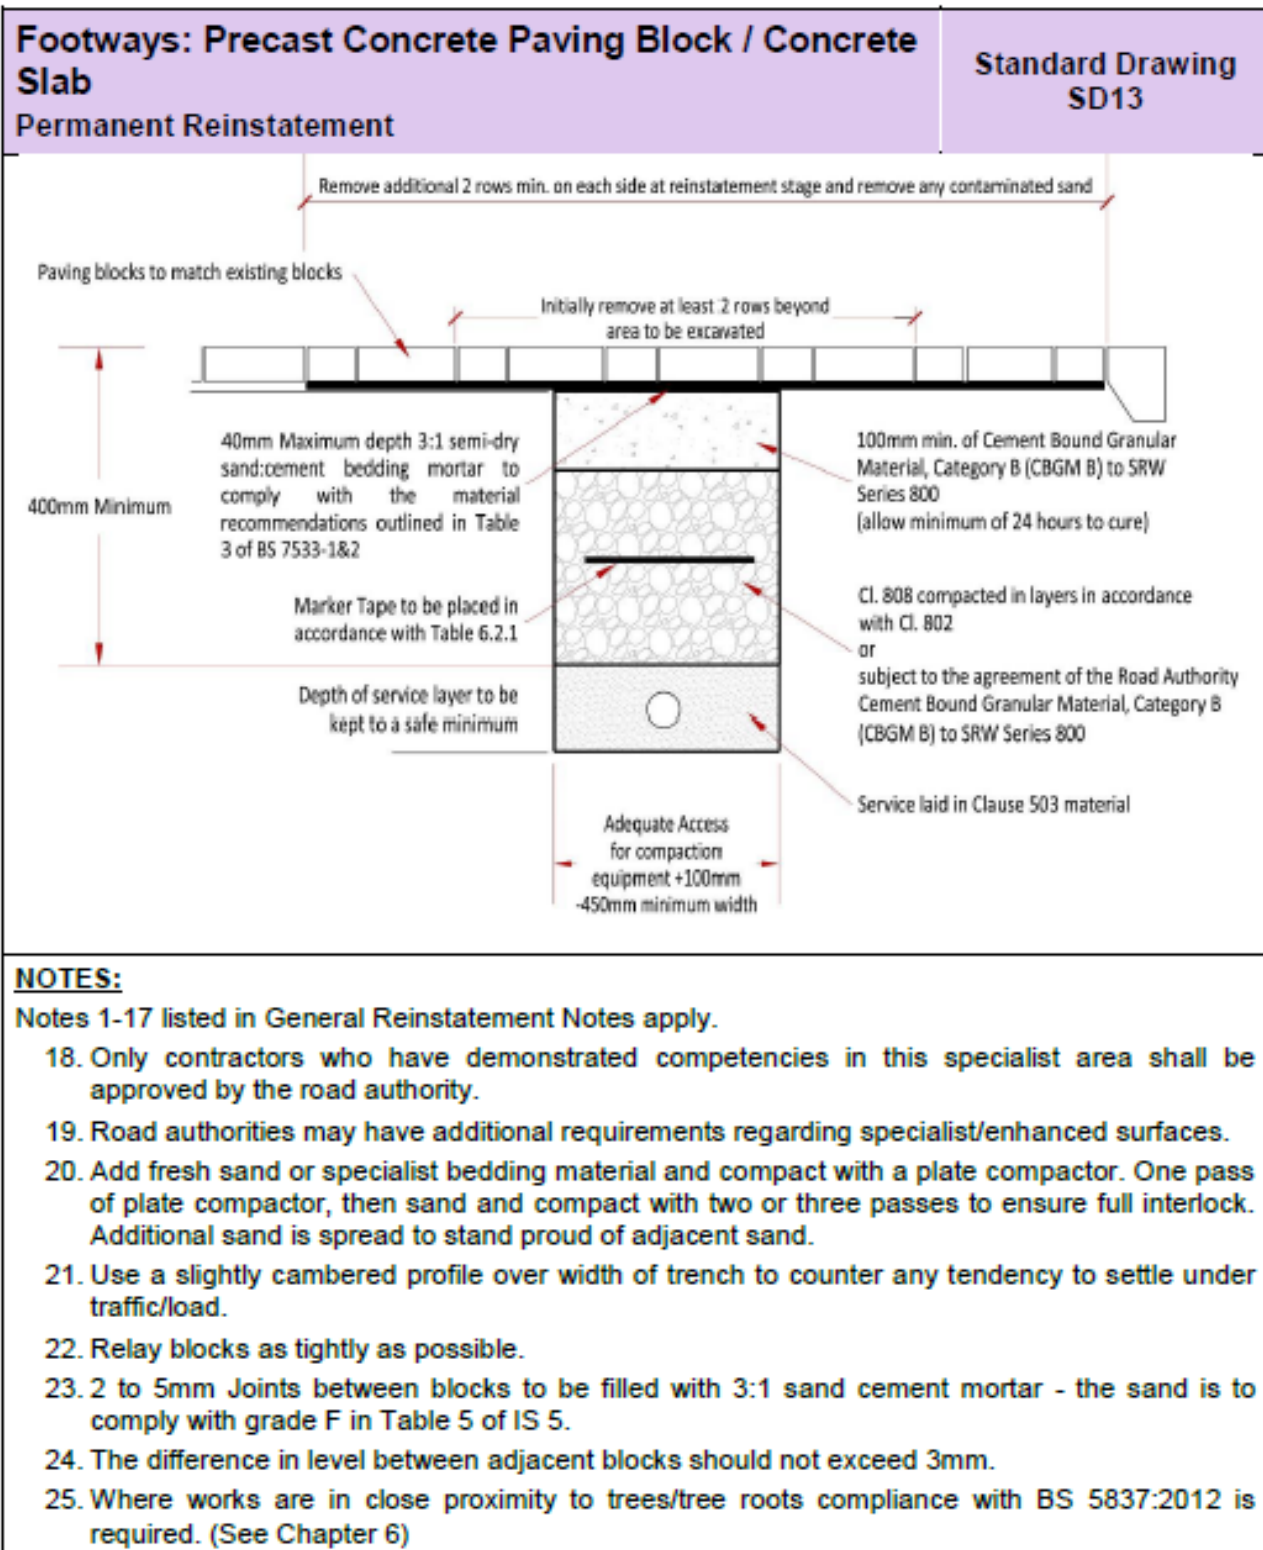 Footways: Precast Concrete Paving Block / Concrete
Slab
Permanent Reinstatement
Standard Drawing
SD13
Remove additional 2 rows min. on each side at reinstatement stage and remove any contaminated sand
Paving blocks to match existing blocks
Initially remove at least 2 rows beyond
area to be excavated
40mm Maximum depth 3:1 semi-dry
sand:cement bedding mortar to
comply with the material
recommendations outlined in Table
3 of BS 7533-1&2
400mm Minimum
100mm min. of Cement Bound Granular
Material, Category B (CBGM B) to SRW
Series 800
(allow minimum of 24 hours to cure)
Marker Tape to be placed in
accordance with Table 6.2.1
Cl. 808 compacted in layers in accordance
with Cl. 802
or
subject to the agreement of the Road Authority
Cement Bound Granular Material, Category B
(CBGM B) to SRW Series 800
Depth of service layer to be
kept to a safe minimum
Service laid in Clause 503 material
Adequate Access
for compaction
equipment +100mm
-450mm minimum width
NOTES:
Notes 1-17 listed in General Reinstatement Notes apply.
18. Only contractors who have demonstrated competencies in this specialist area shall be
approved by the road authority.
19. Road authorities may have additional requirements regarding specialist/enhanced surfaces.
20. Add fresh sand or specialist bedding material and compact with a plate compactor. One pass
of plate compactor, then sand and compact with two or three passes to ensure full interlock.
Additional sand is spread to stand proud of adjacent sand.
21. Use a slightly cambered profile over width of trench to counter any tendency to settle under
traffic/load.
22. Relay blocks as tightly as possible.
23. 2 to 5mm Joints between blocks to be filled with 3:1 sand cement mortar - the sand is to
comply with grade F in Table 5 of IS 5.
24. The difference in level between adjacent blocks should not exceed 3mm.
25. Where works are in close proximity to trees/tree roots compliance with BS 5837:2012 is
required. (See Chapter 6)